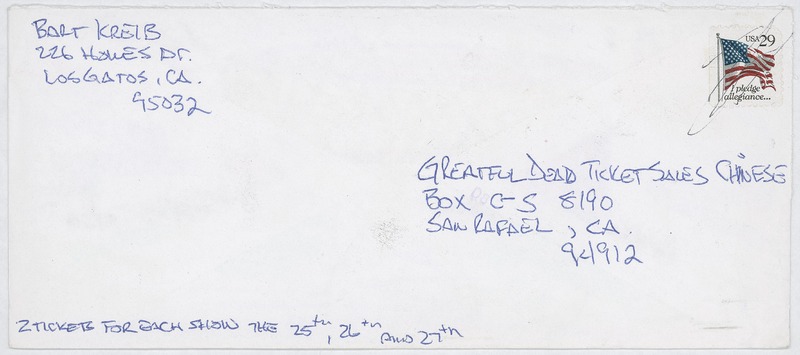 BART KREIB
226 HOWES DR.
LOS GATOS, CA.
95032
USA 29
I pledge
allegiance...
GREATFUL DEAD TICKET SALES CHINESE
BOX C-S 8190
SAN RAFAEL, CA.
94912
2 TICKETS FOR EACH SHOW THE 25th, 26th AND 27th